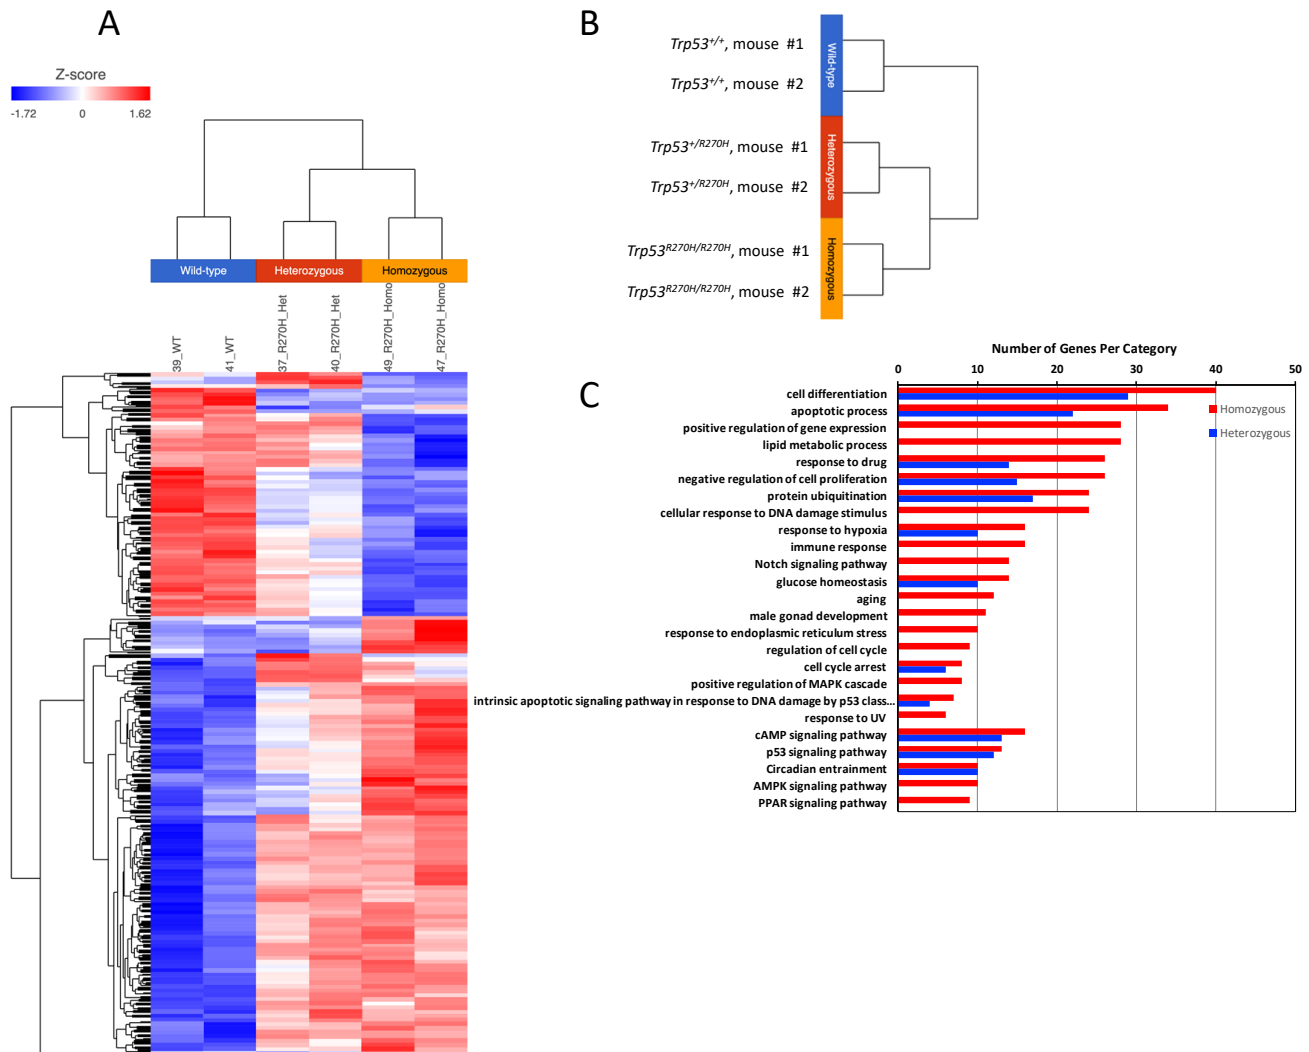 A
Z-score
-1.72 0 1.62
Wild-type Heterozygous Homozygous
39_WT
41_WT
37_R270H_Het
40_R270H_Het
49_R270H_Homo
47_R270H_Homo
B
Trp53+/+, mouse #1
Trp53+/+, mouse #2
Trp53+/R270H, mouse #1
Trp53+/R270H, mouse #2
Trp53R270H/R270H, mouse #1
Trp53R270H/R270H, mouse #2
Wild-type
Heterozygous
Homozygous
C
Number of Genes Per Category
0 10 20 30 40 50
cell differentiation
apoptotic process
positive regulation of gene expression
lipid metabolic process
response to drug
negative regulation of cell proliferation
protein ubiquitination
cellular response to DNA damage stimulus
response to hypoxia
immune response
Notch signaling pathway
glucose homeostasis
aging
male gonad development
response to endoplasmic reticulum stress
regulation of cell cycle
cell cycle arrest
positive regulation of MAPK cascade
intrinsic apoptotic signaling pathway in response to DNA damage by p53 class...
response to UV
cAMP signaling pathway
p53 signaling pathway
Circadian entrainment
AMPK signaling pathway
PPAR signaling pathway
Homozygous
Heterozygous